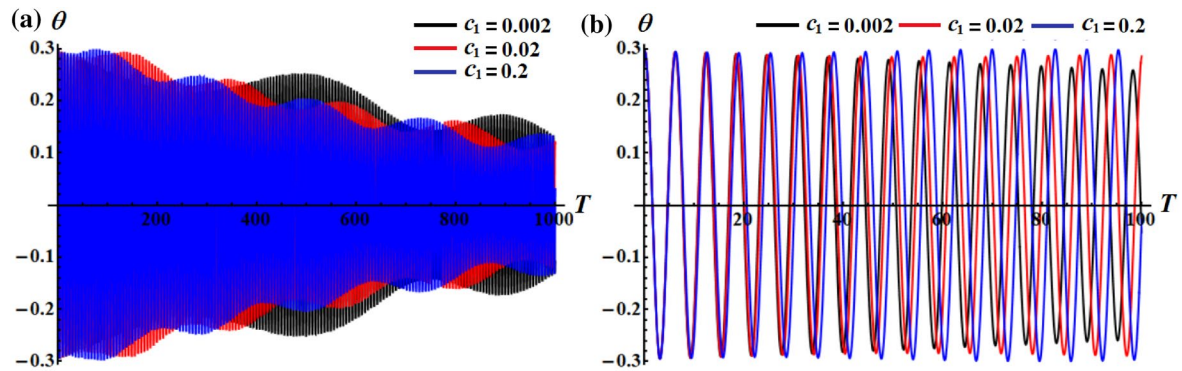 (a)
θ
c₁ = 0.002
c₁ = 0.02
c₁ = 0.2
0.3
0.2
0.1
-0.1
-0.2
-0.3
200
400
600
800
1000
T
(b)
θ
c₁ = 0.002
c₁ = 0.02
c₁ = 0.2
0.3
0.2
0.1
-0.1
-0.2
-0.3
20
40
60
80
100
T